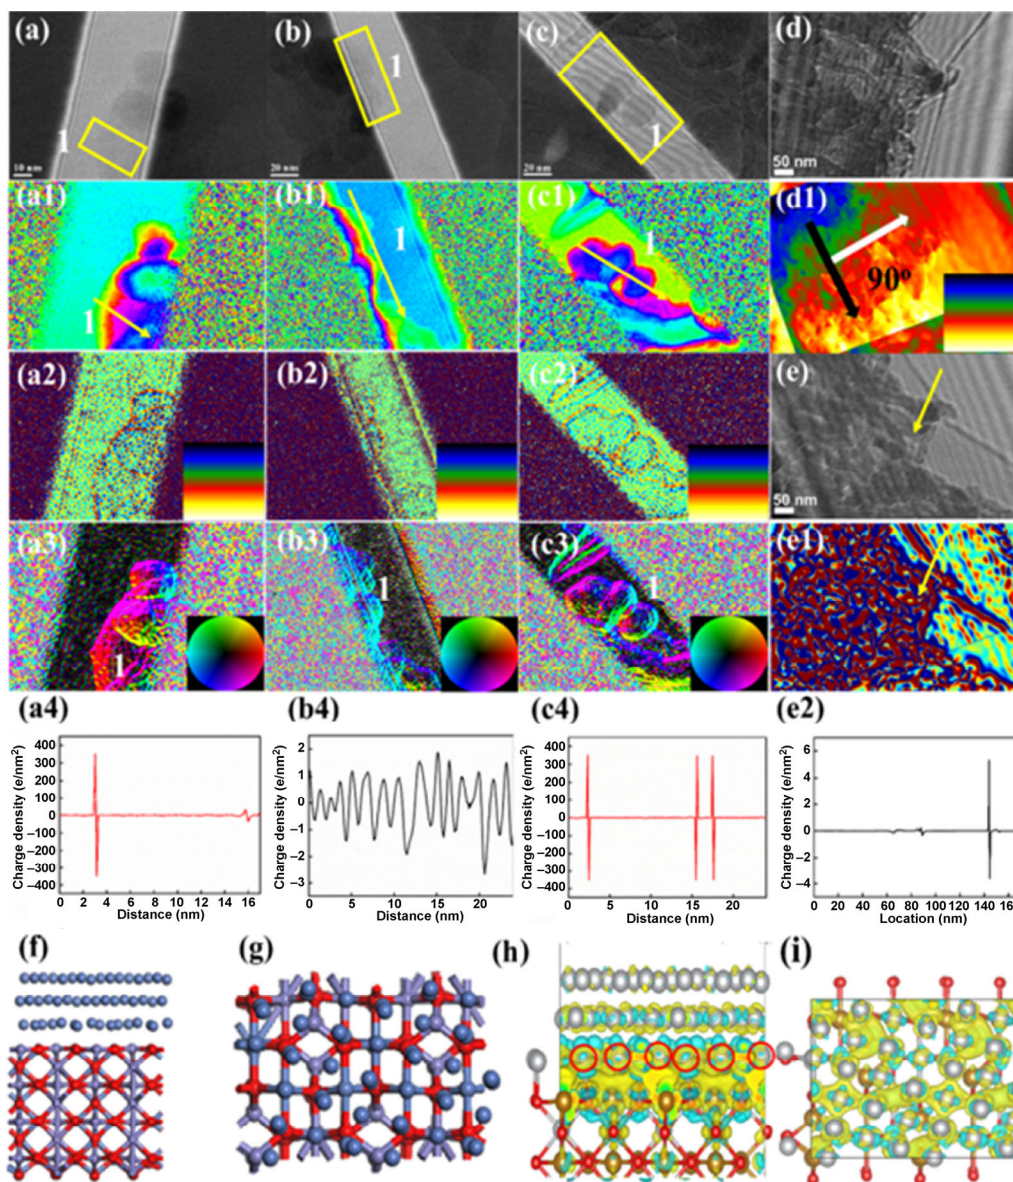 (a) (b) (c) (d)
1 1 1
10 nm 20 nm 20 nm 50 nm
(a1) (b1) (c1) (d1)
1 1 1 90°
(a2) (b2) (c2) (e)
50 nm
(a3) (b3) (c3) (e1)
1 1 1
(a4) (b4) (c4) (e2)
Charge density (e/nm²)
400
300
200
100
0
−100
−200
−300
−400
0 2 4 6 8 10 12 14 16
Distance (nm)
Charge density (e/nm²)
2
1
0
−1
−2
−3
0 5 10 15 20
Distance (nm)
Charge density (e/nm²)
400
300
200
100
0
−100
−200
−300
−400
0 5 10 15 20
Distance (nm)
Charge density (e/nm²)
6
4
2
0
−2
−4
0 20 40 60 80 100 120 140 160
Location (nm)
(f) (g) (h) (i)